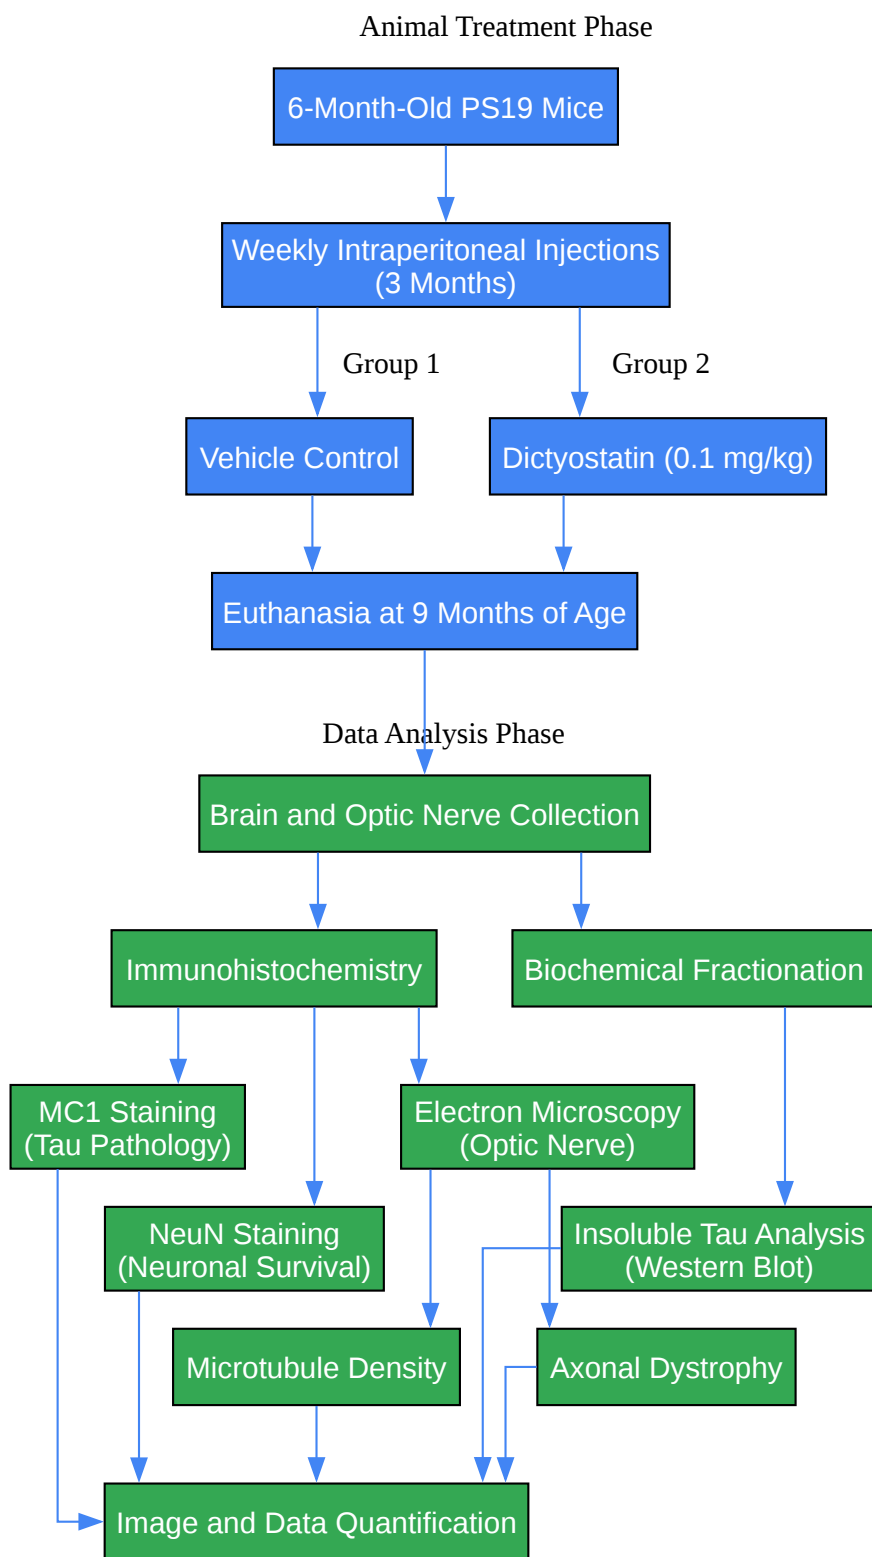 Animal Treatment Phase
6-Month-Old PS19 Mice
Weekly Intraperitoneal Injections
(3 Months)
Group 1
Group 2
Vehicle Control
Dictyostatin (0.1 mg/kg)
Euthanasia at 9 Months of Age
Data Analysis Phase
Brain and Optic Nerve Collection
Immunohistochemistry
Biochemical Fractionation
MC1 Staining
(Tau Pathology)
Electron Microscopy
(Optic Nerve)
NeuN Staining
(Neuronal Survival)
Insoluble Tau Analysis
(Western Blot)
Microtubule Density
Axonal Dystrophy
Image and Data Quantification